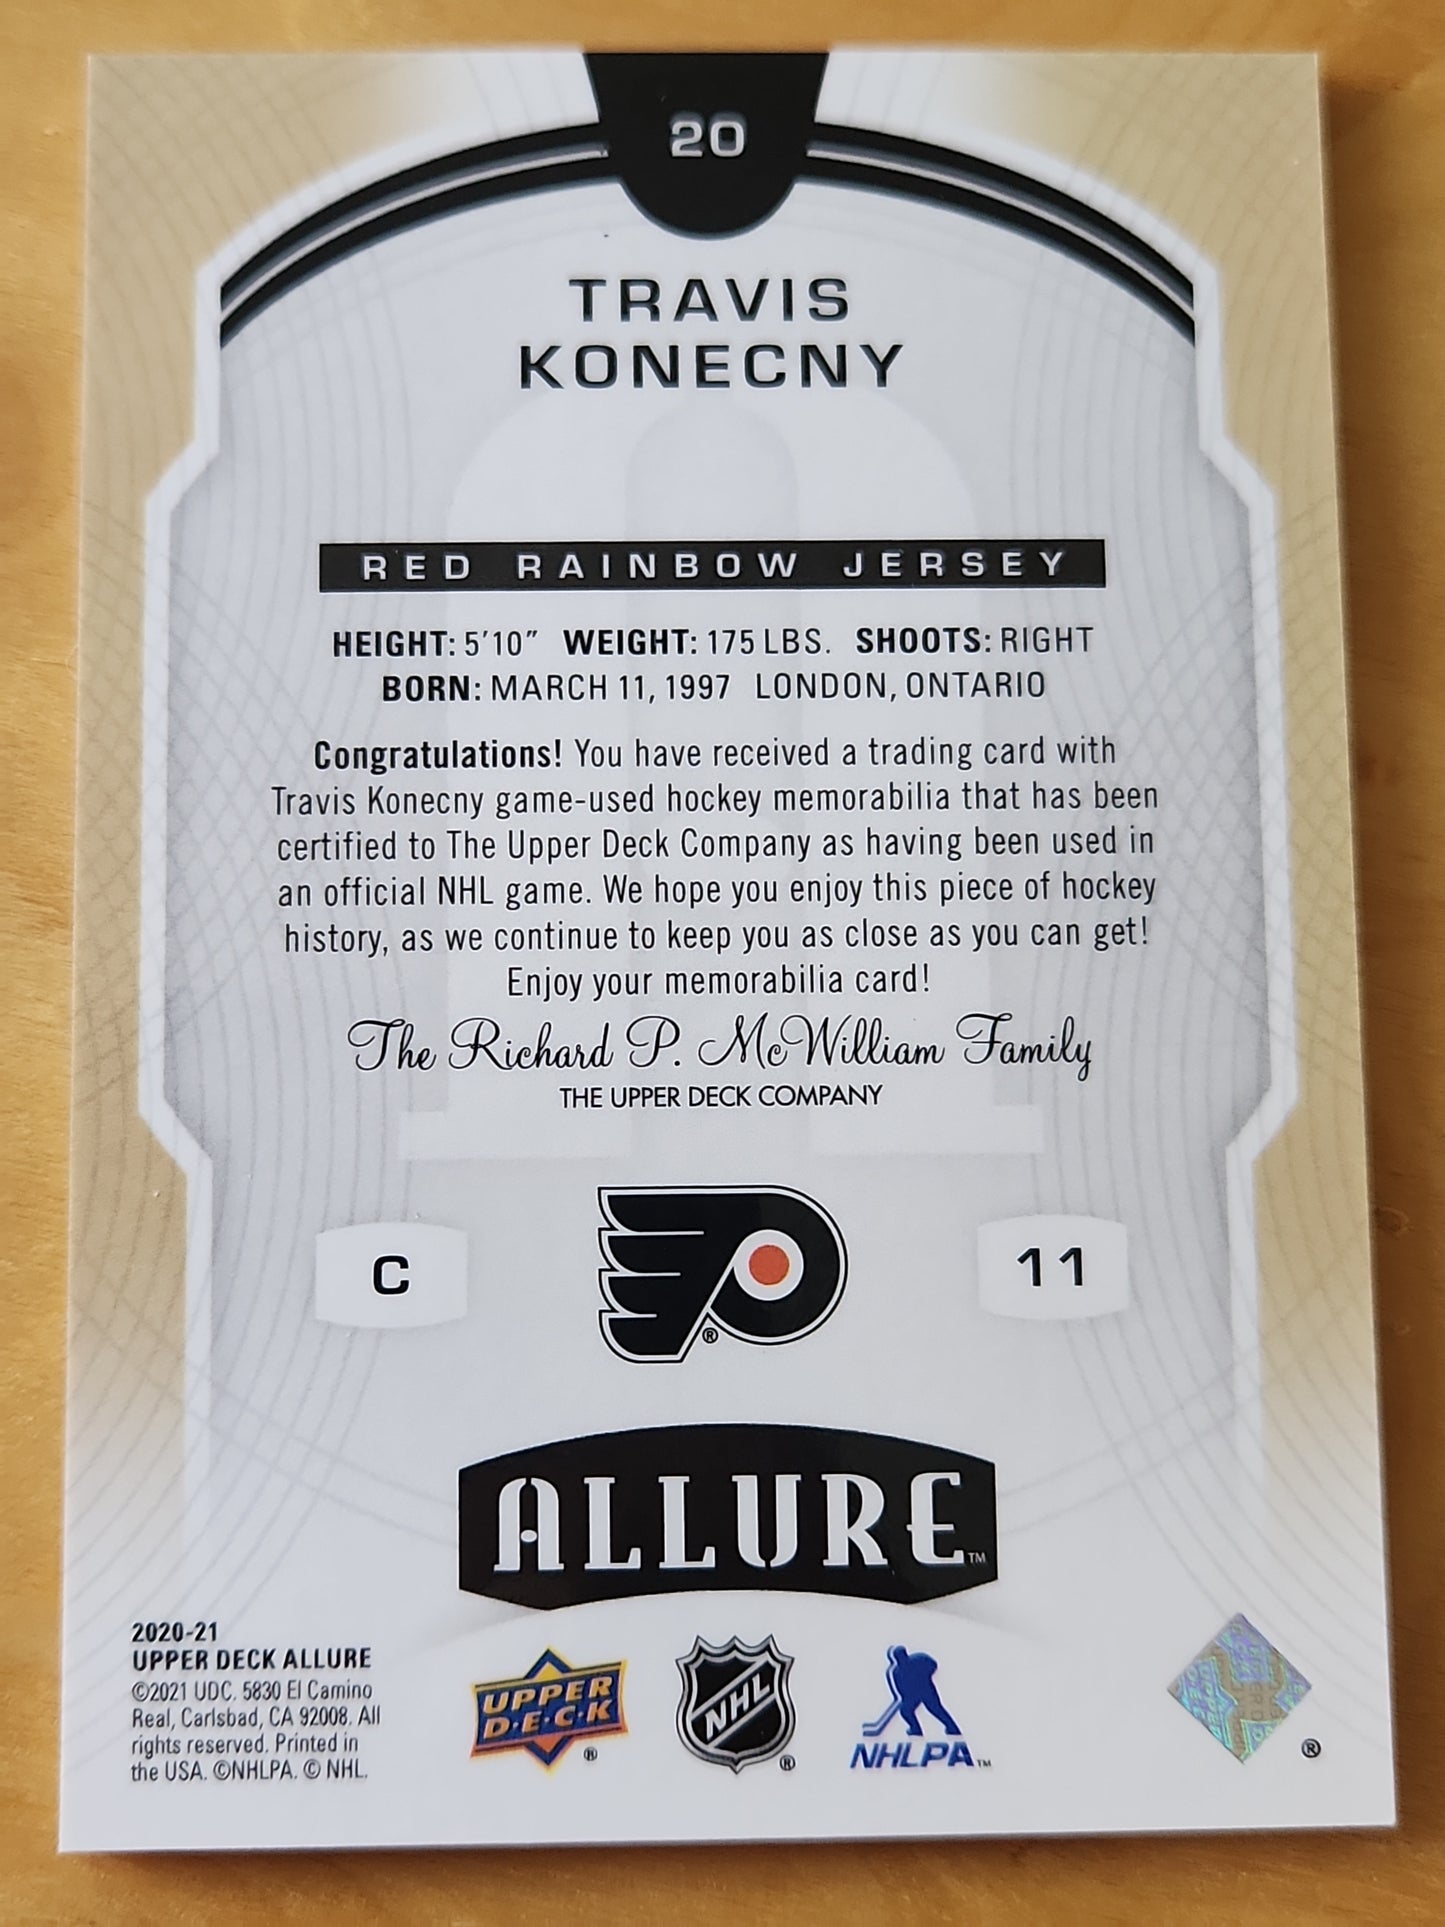 20
TRAVIS
KONECNY
RED RAINBOW JERSEY
HEIGHT: 5'10" WEIGHT: 175 LBS. SHOOTS: RIGHT
BORN: MARCH 11, 1997 LONDON, ONTARIO
Congratulations! You have received a trading card with
Travis Konecny game-used hockey memorabilia that has been
certified to The Upper Deck Company as having been used in
an official NHL game. We hope you enjoy this piece of hockey
history, as we continue to keep you as close as you can get!
Enjoy your memorabilia card!
The Richard P. McWilliam Family
THE UPPER DECK COMPANY
C
®
11
ALLURE™
2020-21
UPPER DECK ALLURE
©2021 UDC. 5830 El Camino
Real, Carlsbad, CA 92008. All
rights reserved. Printed in
the USA. ©NHLPA. © NHL.
UPPER
D·E·C·K
®
NHL
®
NHLPA™
®